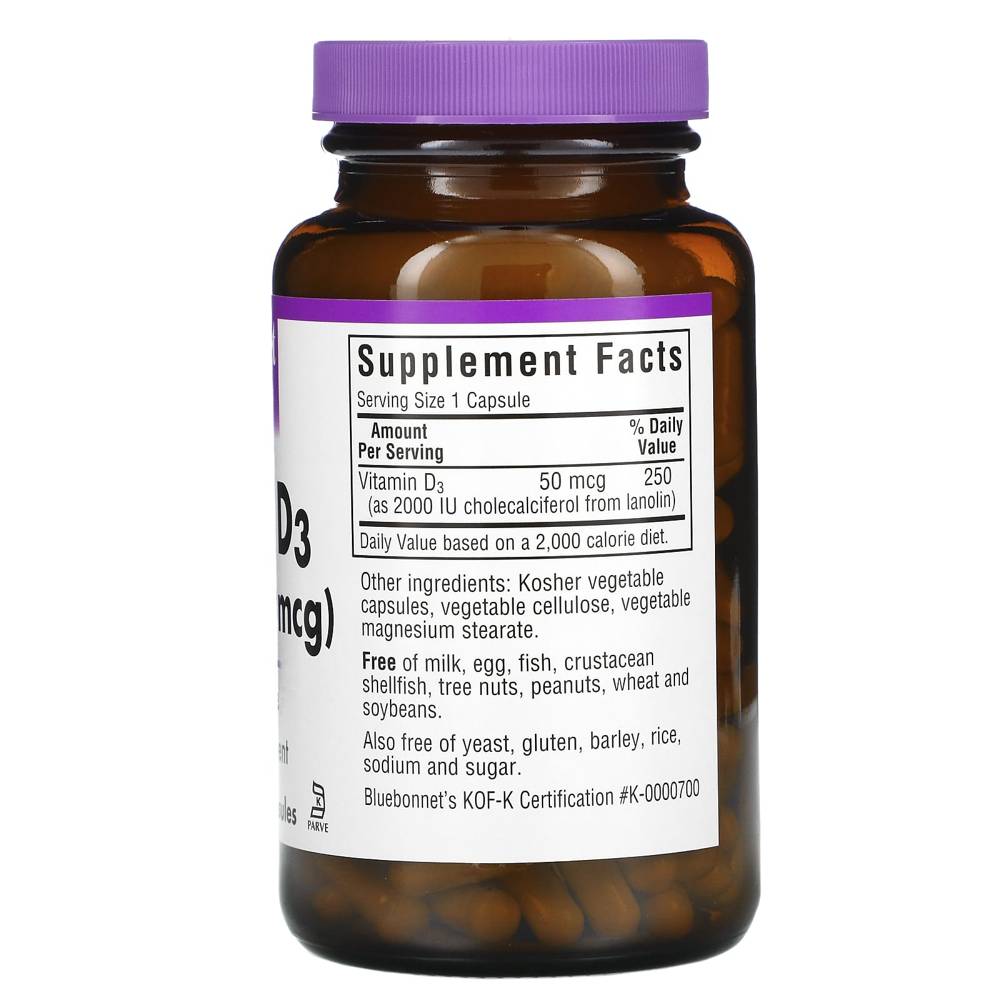 Supplement Facts
Serving Size 1 Capsule
Amount
Per Serving
% Daily
Value
Vitamin D3 50 mcg 250
(as 2000 IU cholecalciferol from lanolin)
Daily Value based on a 2,000 calorie diet.
Other ingredients: Kosher vegetable
capsules, vegetable cellulose, vegetable
magnesium stearate.
Free of milk, egg, fish, crustacean
shellfish, tree nuts, peanuts, wheat and
soybeans.
Also free of yeast, gluten, barley, rice,
sodium and sugar.
Bluebonnet's KOF-K Certification #K-0000700
D3
mcg)
K
PARVE